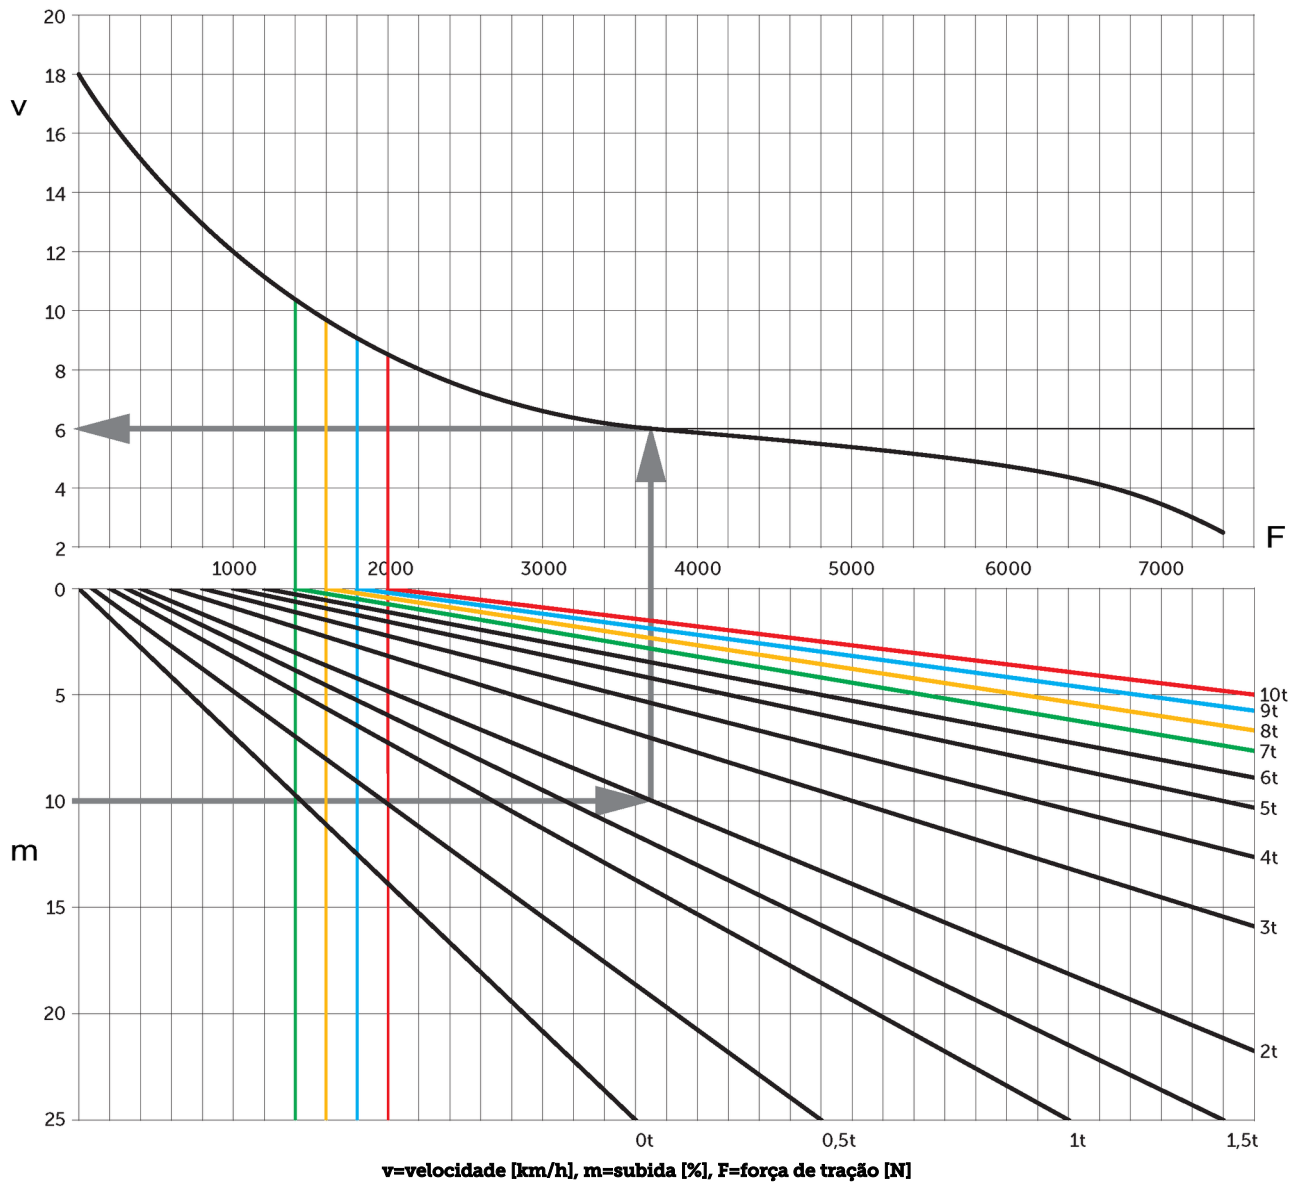 20
18
v
16
14
12
10
8
6
4
F
2
1000 2000 3000 4000 5000 6000 7000
0
5
10t
9t
8t
7t
6t
10
5t
m
4t
15
3t
20
2t
25
0t 0,5t 1t 1,5t
v=velocidade [km/h], m=subida [%], F=força de tração [N]